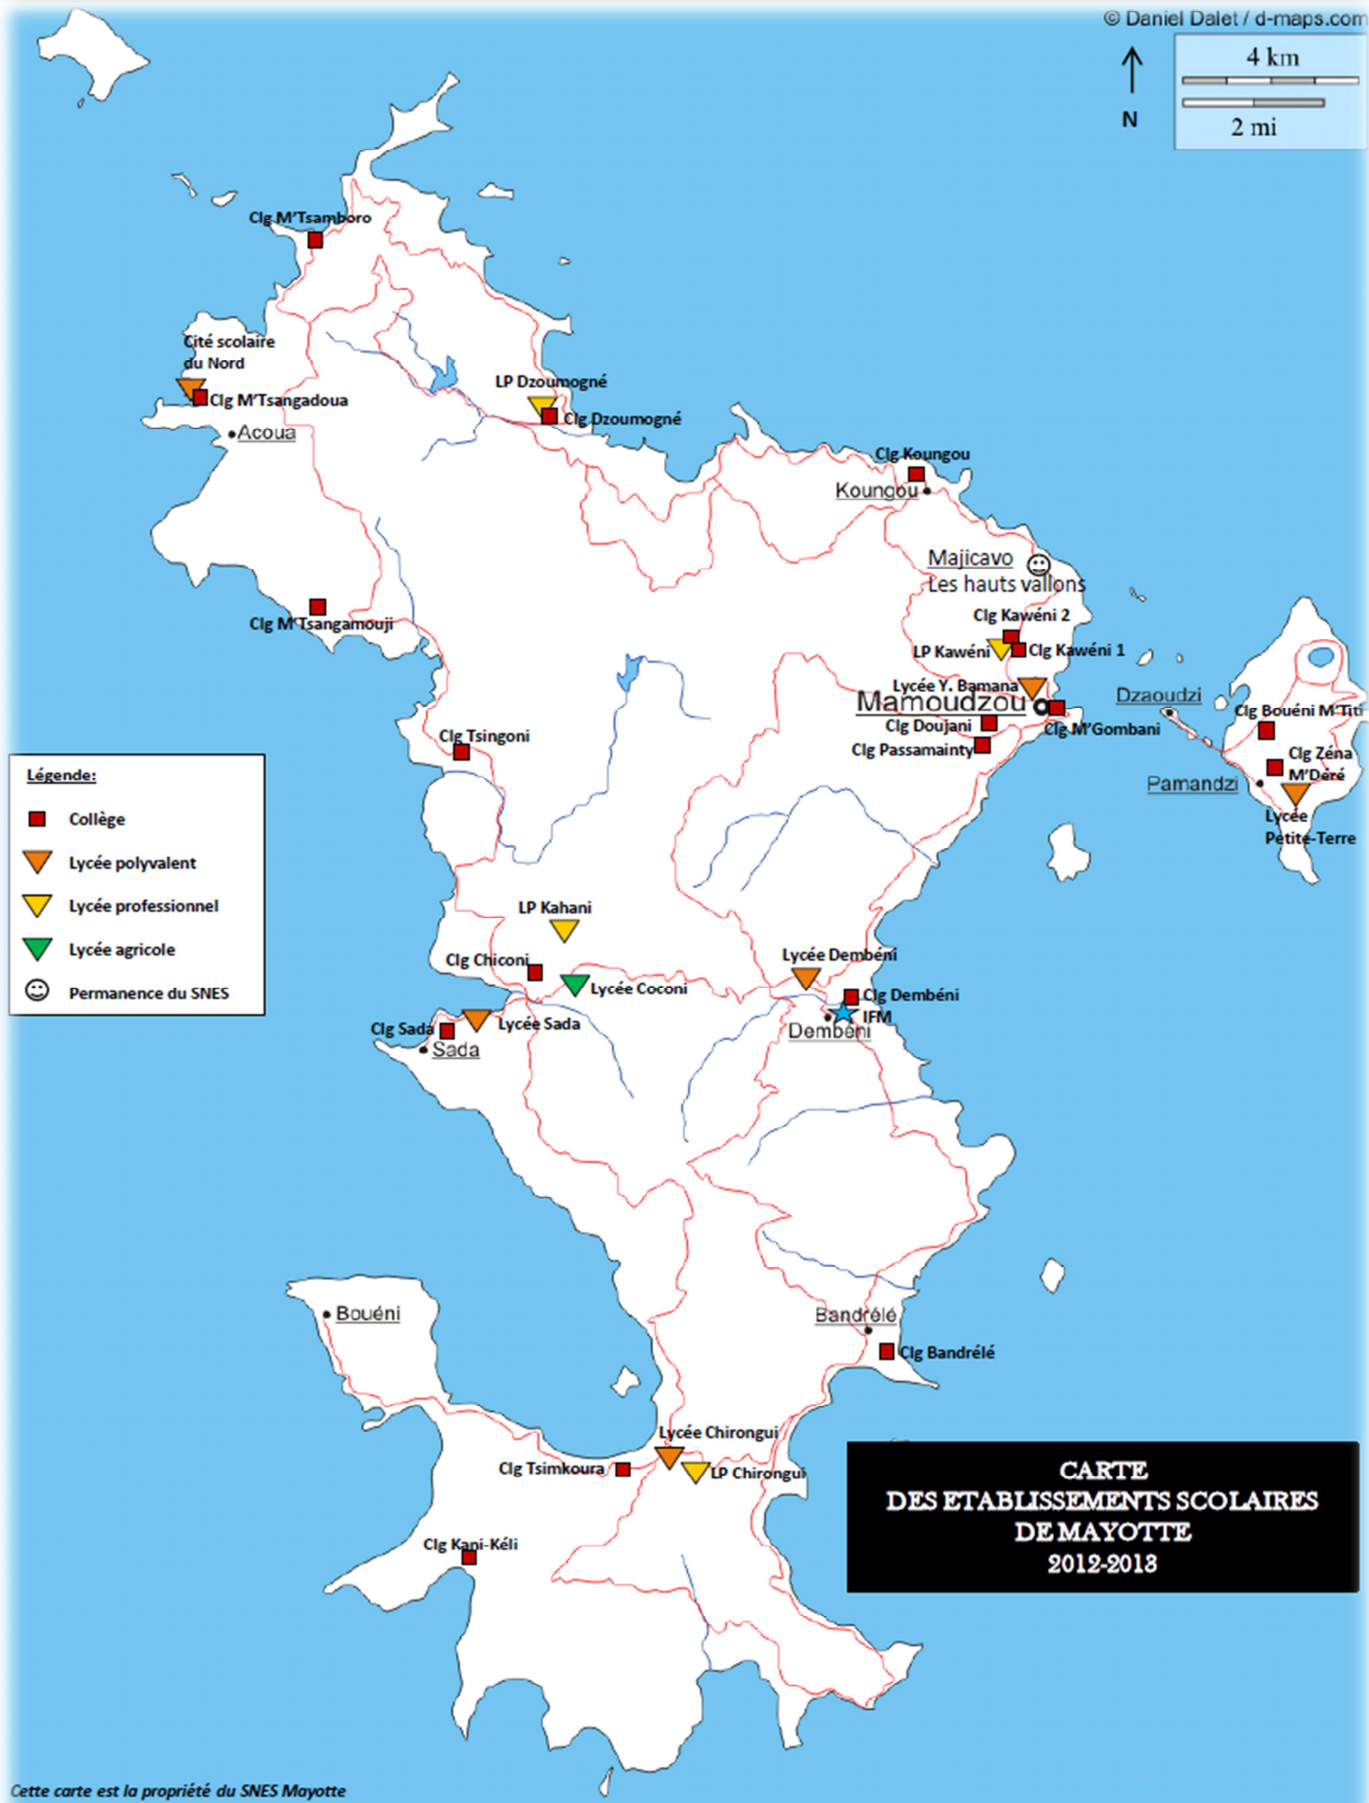 © Daniel Dalet / d-maps.com
4 km
N
2 mi
Clg M'Tsamboro
Cité scolaire
du Nord
Clg M'Tsangadoua
Acoua
LP Dzoumogné
Clg Dzoumogné
Clg Koungou
Koungou
Majicavo
Les hauts vallons
Clg M'Tsangamouji
Clg Kawéni 2
LP Kawéni
Clg Kawéni 1
Lycée Y. Bamana
Mamoudzou
Clg M'Gombani
Clg Doujani
Clg Passamainty
Dzaoudzi
Clg Bouéni M'Titi
Clg Zéna
M'Déré
Pamandzi
Lycée
Petite-Terre
Clg Tsingoni
Légende:
Collège
Lycée polyvalent
Lycée professionnel
Lycée agricole
Permanence du SNES
LP Kahani
Clg Chiconi
Lycée Coconi
Lycée Dembéni
Clg Dembéni
IFM
Dembéni
Clg Sada
Lycée Sada
Sada
Bouéni
Bandrélé
Clg Bandrélé
Lycée Chirongui
Clg Tsimkoura
LP Chirongui
Clg Kani-Kéli
CARTE
DES ETABLISSEMENTS SCOLAIRES
DE MAYOTTE
2012-2013
Cette carte est la propriété du SNES Mayotte